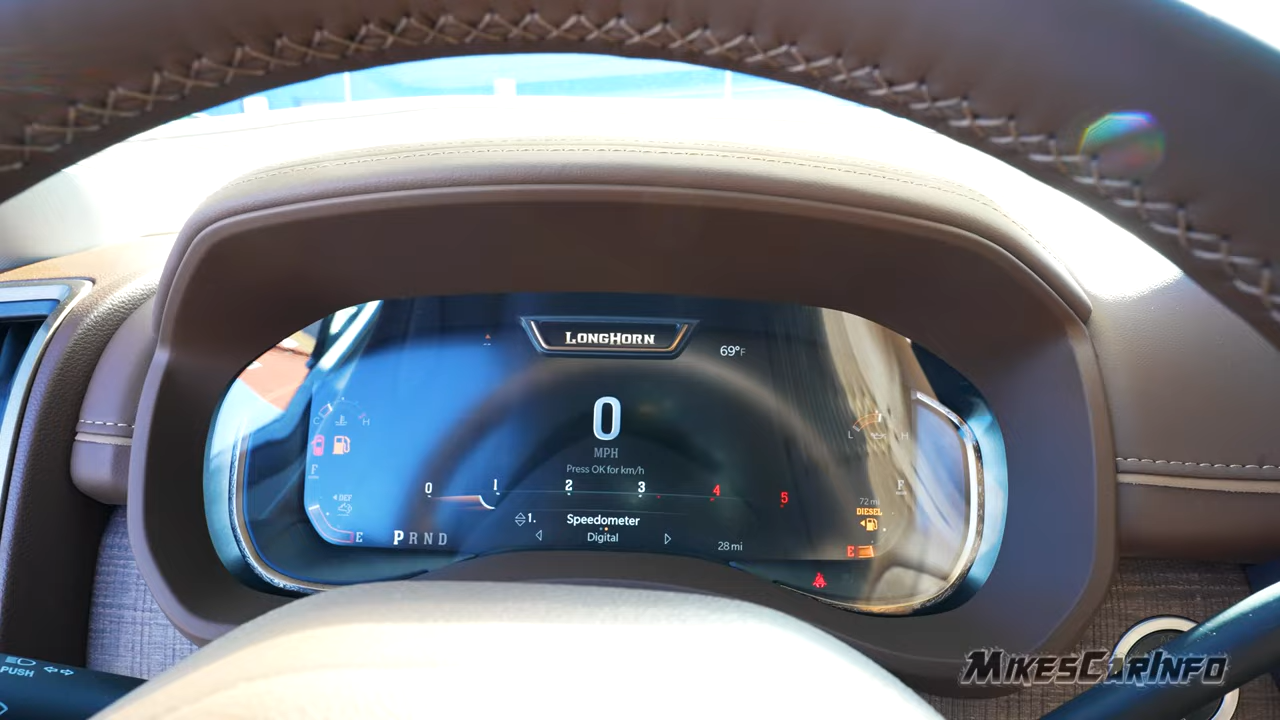 LONGHORN
69°F
0
MPH
Press OK for km/h
C H
L H
F
F
0 1 2 3 4 5
72 mi
DIESEL
DEF
1. Speedometer
Digital
E
PRND
28 mi
E
PUSH
MIKESCARINFO